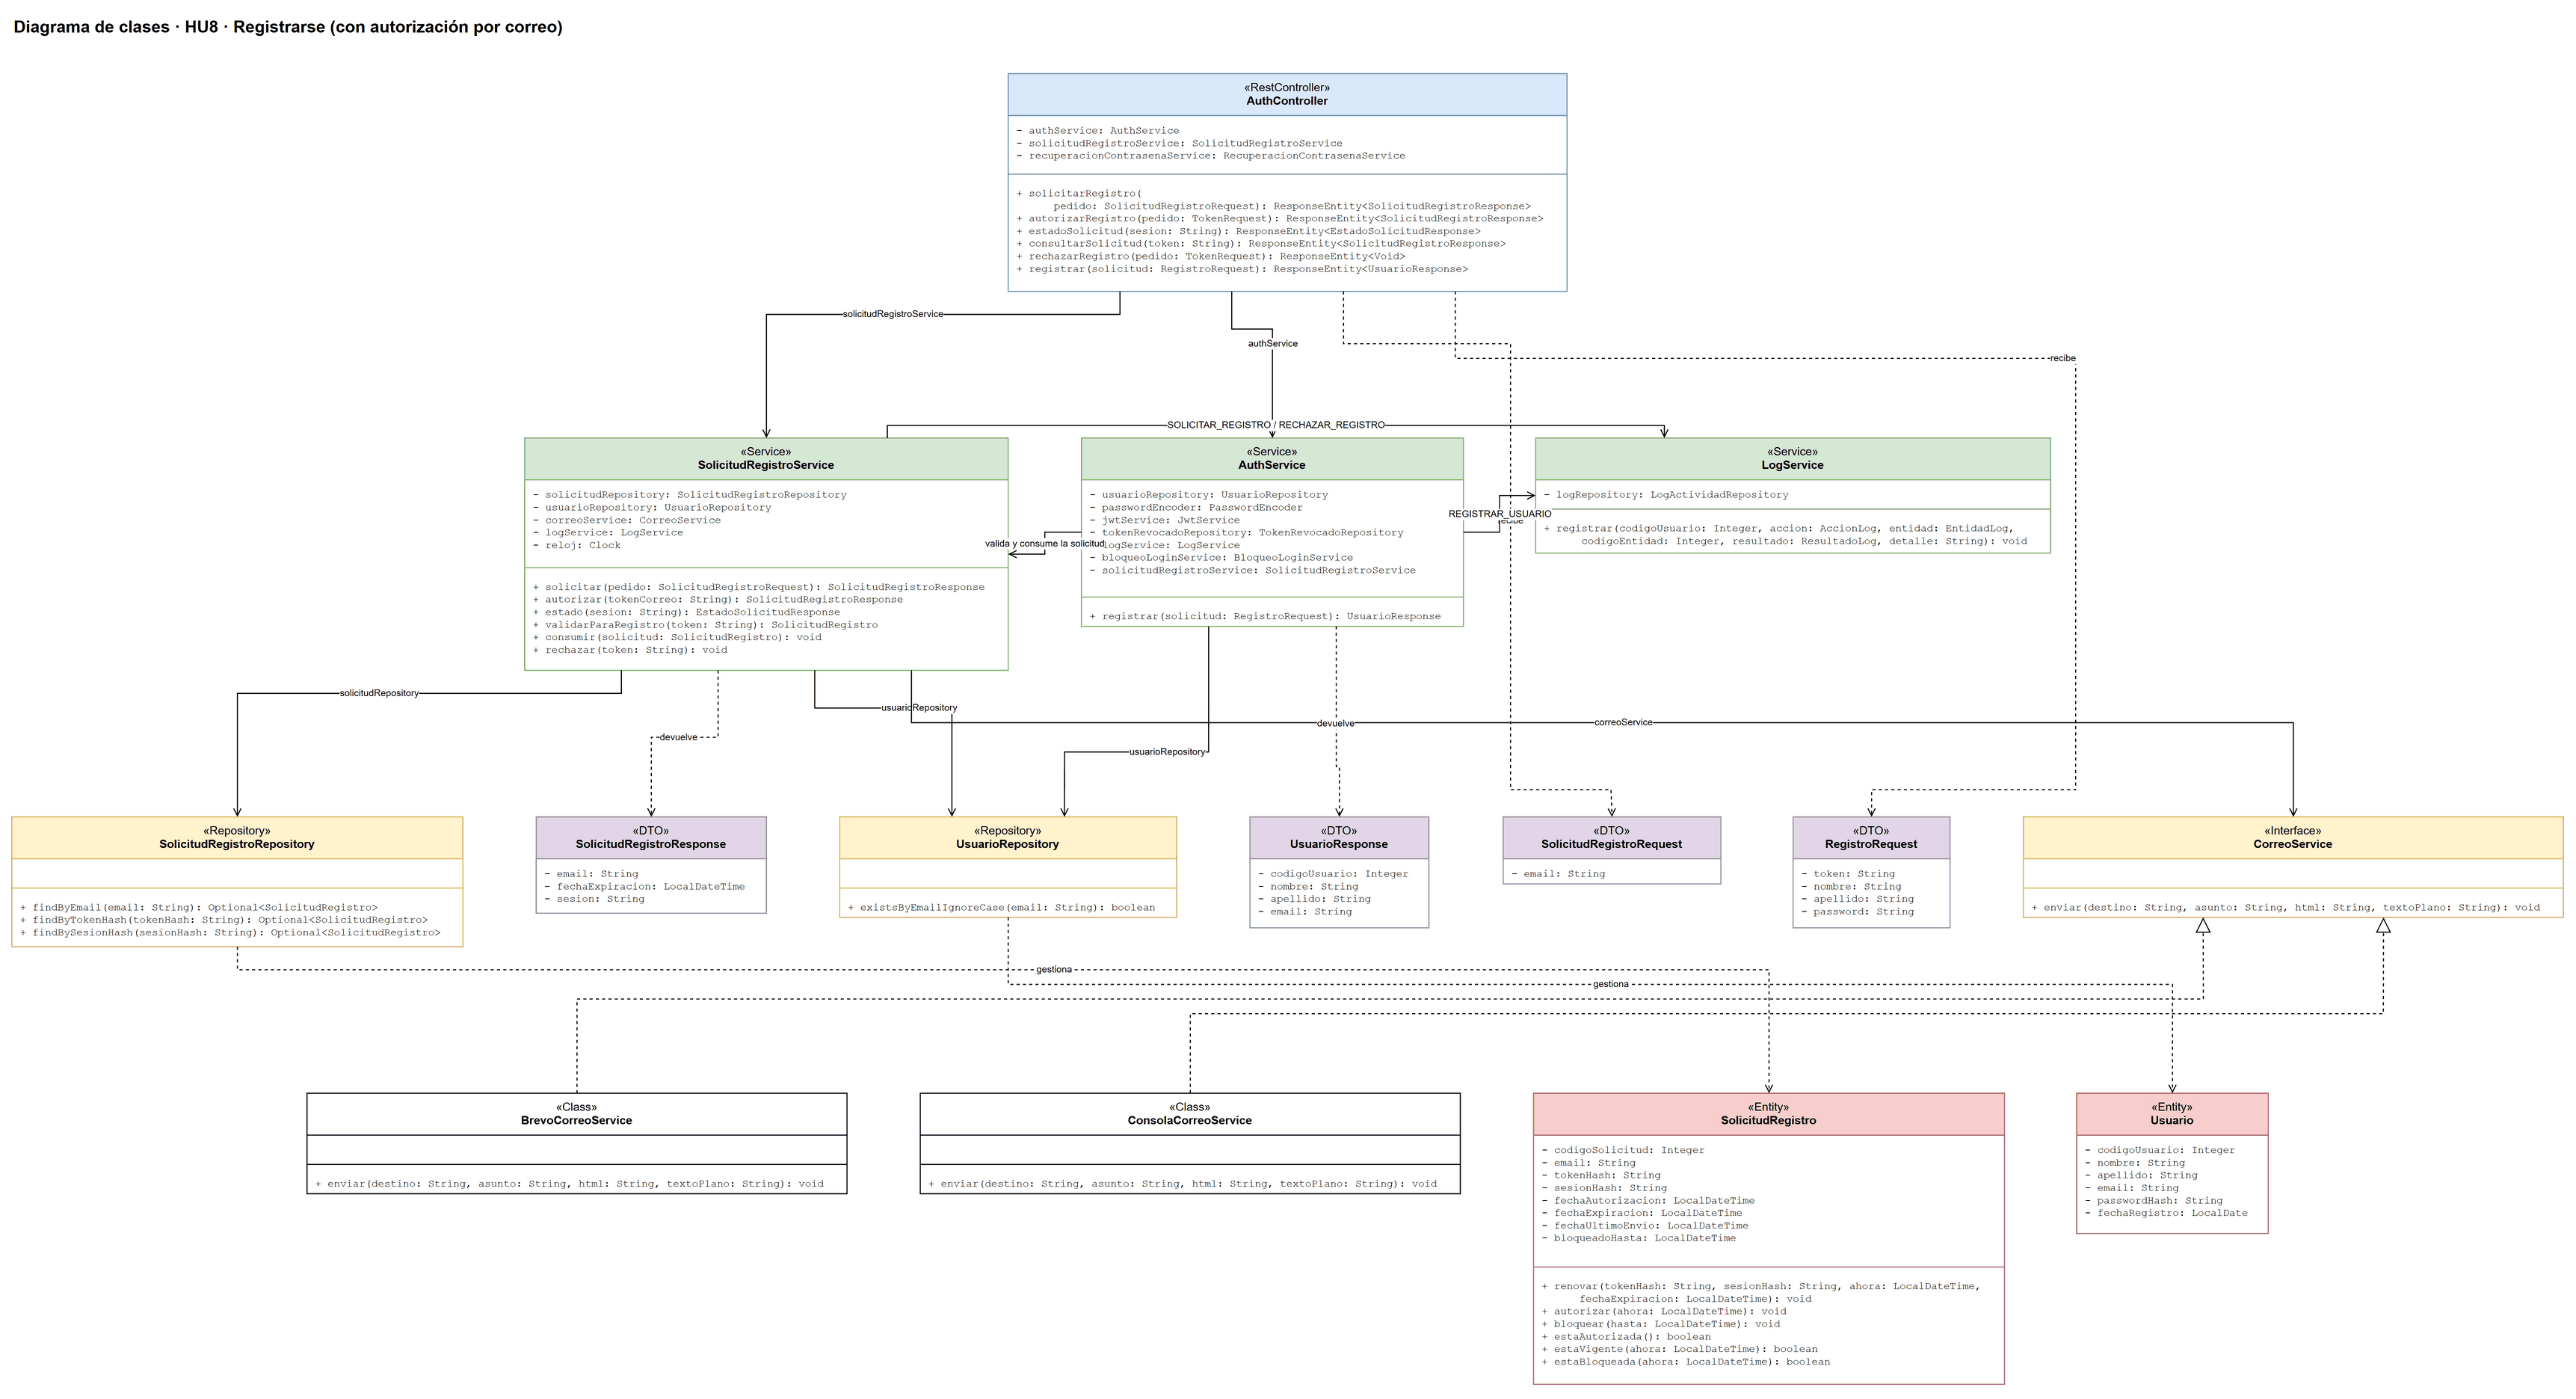 Diagrama de clases · HU8 · Registrarse (con autorización por correo)
«RestController»
AuthController
- authService: AuthService
- solicitudRegistroService: SolicitudRegistroService
- recuperacionContrasenaService: RecuperacionContrasenaService
+ solicitarRegistro(
pedido: SolicitudRegistroRequest): ResponseEntity<SolicitudRegistroResponse>
+ autorizarRegistro(pedido: TokenRequest): ResponseEntity<SolicitudRegistroResponse>
+ estadoSolicitud(sesion: String): ResponseEntity<EstadoSolicitudResponse>
+ consultarSolicitud(token: String): ResponseEntity<SolicitudRegistroResponse>
+ rechazarRegistro(pedido: TokenRequest): ResponseEntity<Void>
+ registrar(solicitud: RegistroRequest): ResponseEntity<UsuarioResponse>
solicitudRegistroService
authService
recibe
SOLICITAR_REGISTRO / RECHAZAR_REGISTRO
«Service»
SolicitudRegistroService
- solicitudRepository: SolicitudRegistroRepository
- usuarioRepository: UsuarioRepository
- correoService: CorreoService
- logService: LogService
- reloj: Clock
+ solicitar(pedido: SolicitudRegistroRequest): SolicitudRegistroResponse
+ autorizar(tokenCorreo: String): SolicitudRegistroResponse
+ estado(sesion: String): EstadoSolicitudResponse
+ validarParaRegistro(token: String): SolicitudRegistro
+ consumir(solicitud: SolicitudRegistro): void
+ rechazar(token: String): void
valida y consume la solicitud
«Service»
AuthService
- usuarioRepository: UsuarioRepository
- passwordEncoder: PasswordEncoder
- jwtService: JwtService
- tokenRevocadoRepository: TokenRevocadoRepository
logService: LogService
- bloqueoLoginService: BloqueoLoginService
- solicitudRegistroService: SolicitudRegistroService
+ registrar(solicitud: RegistroRequest): UsuarioResponse
REGISTRAR_USUARIO
recibe
«Service»
LogService
- logRepository: LogActividadRepository
+ registrar(codigoUsuario: Integer, accion: AccionLog, entidad: EntidadLog,
codigoEntidad: Integer, resultado: ResultadoLog, detalle: String): void
solicitudRepository
devuelve
usuarioRepository
usuarioRepository
devuelve
correoService
«Repository»
SolicitudRegistroRepository
+ findByEmail(email: String): Optional<SolicitudRegistro>
+ findByTokenHash(tokenHash: String): Optional<SolicitudRegistro>
+ findBySesionHash(sesionHash: String): Optional<SolicitudRegistro>
«DTO»
SolicitudRegistroResponse
- email: String
- fechaExpiracion: LocalDateTime
- sesion: String
«Repository»
UsuarioRepository
+ existsByEmailIgnoreCase(email: String): boolean
«DTO»
UsuarioResponse
- codigoUsuario: Integer
- nombre: String
- apellido: String
- email: String
«DTO»
SolicitudRegistroRequest
- email: String
«DTO»
RegistroRequest
- token: String
- nombre: String
- apellido: String
- password: String
«Interface»
CorreoService
+ enviar(destino: String, asunto: String, html: String, textoPlano: String): void
gestiona
gestiona
«Class»
BrevoCorreoService
+ enviar(destino: String, asunto: String, html: String, textoPlano: String): void
«Class»
ConsolaCorreoService
+ enviar(destino: String, asunto: String, html: String, textoPlano: String): void
«Entity»
SolicitudRegistro
- codigoSolicitud: Integer
- email: String
- tokenHash: String
- sesionHash: String
- fechaAutorizacion: LocalDateTime
- fechaExpiracion: LocalDateTime
- fechaUltimoEnvio: LocalDateTime
- bloqueadoHasta: LocalDateTime
+ renovar(tokenHash: String, sesionHash: String, ahora: LocalDateTime,
fechaExpiracion: LocalDateTime): void
+ autorizar(ahora: LocalDateTime): void
+ bloquear(hasta: LocalDateTime): void
+ estaAutorizada(): boolean
+ estaVigente(ahora: LocalDateTime): boolean
+ estaBloqueada(ahora: LocalDateTime): boolean
«Entity»
Usuario
- codigoUsuario: Integer
- nombre: String
- apellido: String
- email: String
- passwordHash: String
- fechaRegistro: LocalDate